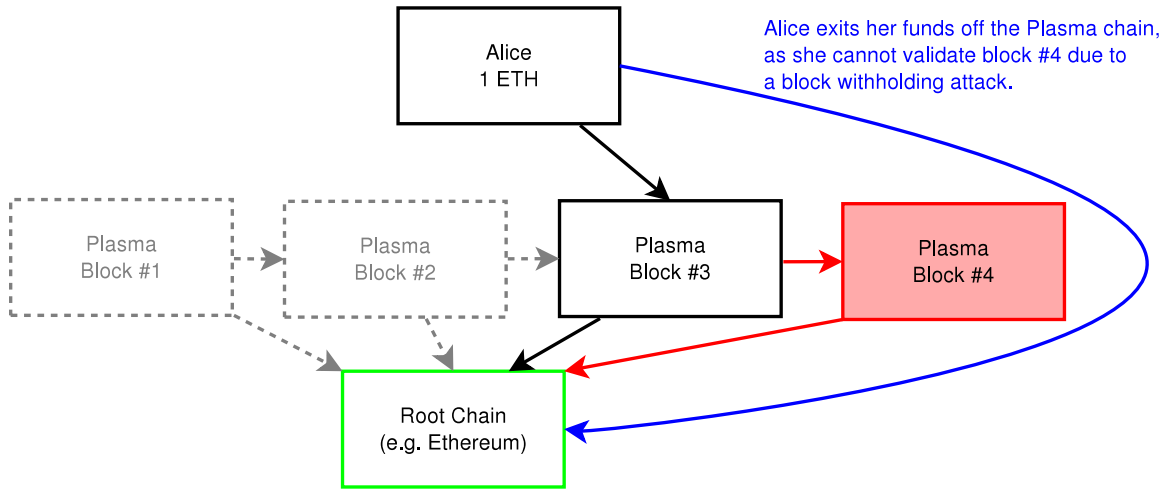 Alice
1 ETH
Alice exits her funds off the Plasma chain,
as she cannot validate block #4 due to
a block withholding attack.
Plasma
Block #1
Plasma
Block #2
Plasma
Block #3
Plasma
Block #4
Root Chain
(e.g. Ethereum)